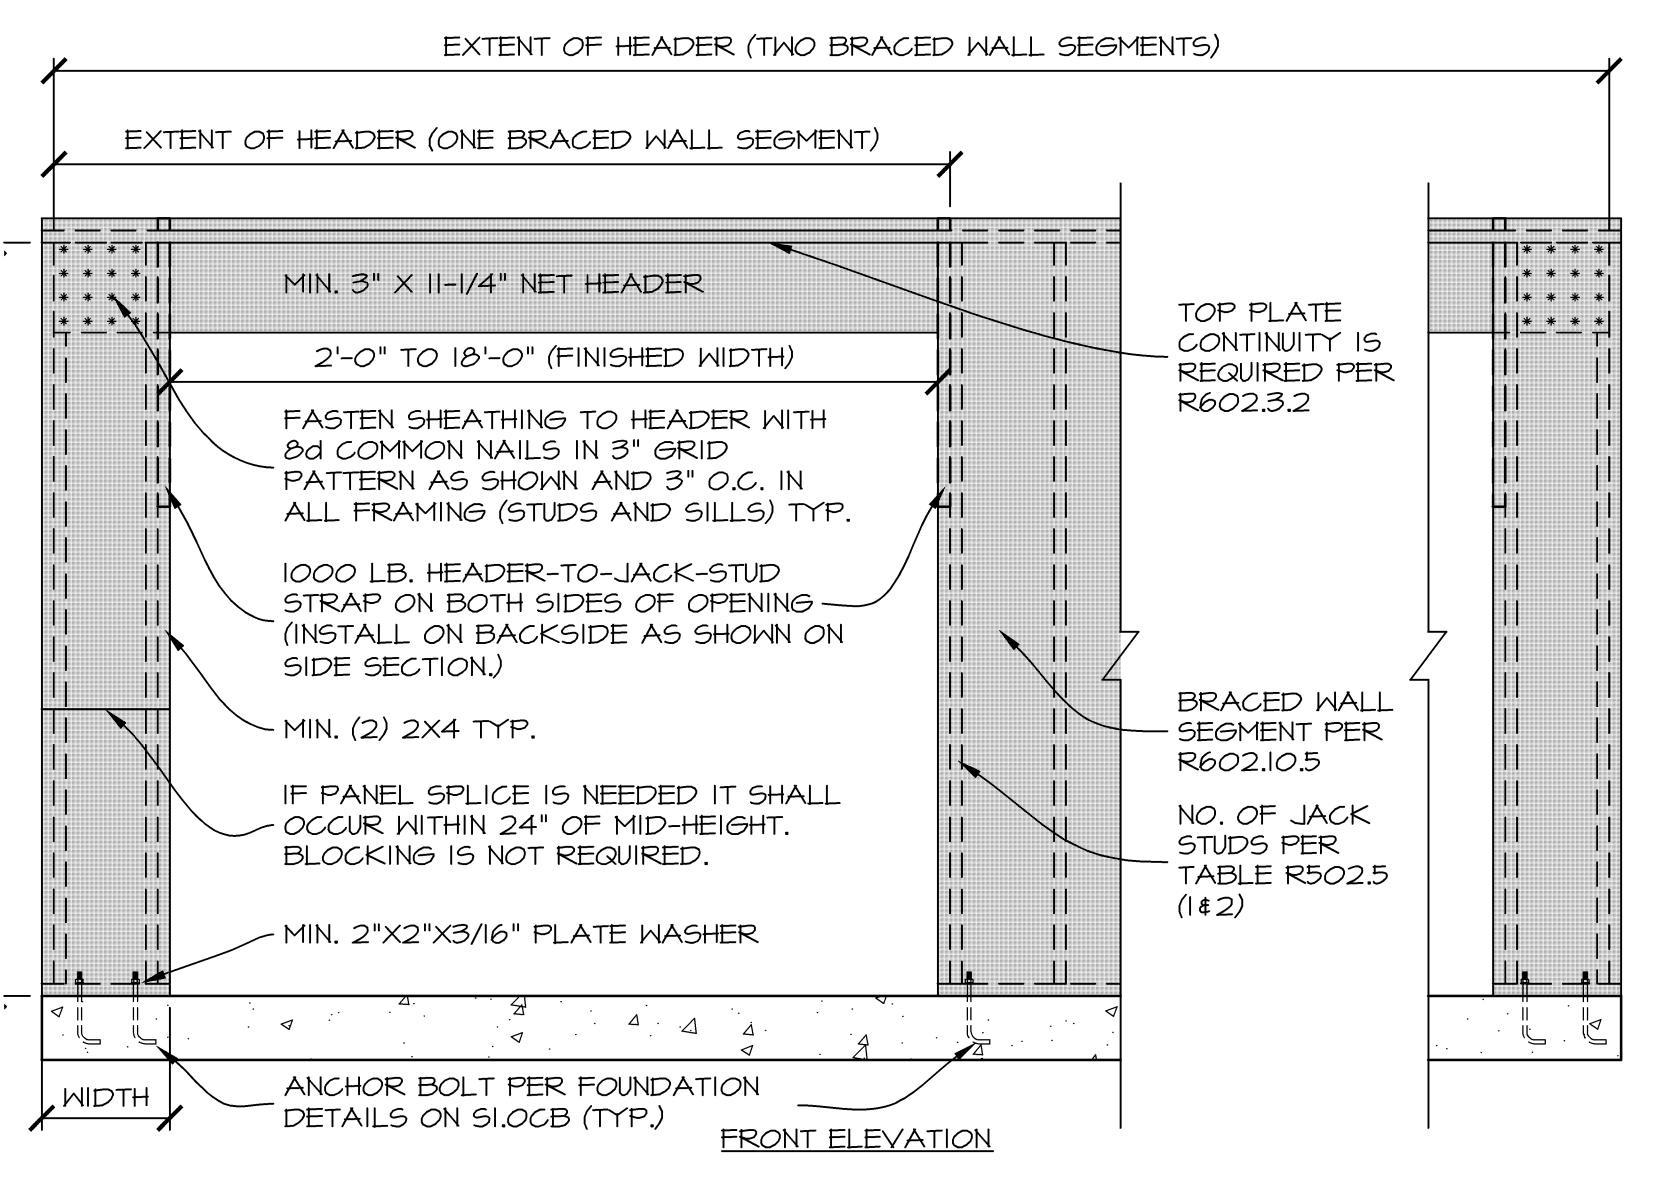 EXTENT OF HEADER (TWO BRACED WALL SEGMENTS)
EXTENT OF HEADER (ONE BRACED WALL SEGMENT)
MIN. 3" X 11-1/4" NET HEADER
2'-0" TO 18'-0" (FINISHED WIDTH)
FASTEN SHEATHING TO HEADER WITH
8d COMMON NAILS IN 3" GRID
PATTERN AS SHOWN AND 3" O.C. IN
ALL FRAMING (STUDS AND SILLS) TYP.
1000 LB. HEADER-TO-JACK-STUD
STRAP ON BOTH SIDES OF OPENING
(INSTALL ON BACKSIDE AS SHOWN ON
SIDE SECTION.)
MIN. (2) 2X4 TYP.
IF PANEL SPLICE IS NEEDED IT SHALL
OCCUR WITHIN 24" OF MID-HEIGHT.
BLOCKING IS NOT REQUIRED.
MIN. 2"X2"X3/16" PLATE WASHER
TOP PLATE
CONTINUITY IS
REQUIRED PER
R602.3.2
BRACED WALL
SEGMENT PER
R602.10.5
NO. OF JACK
STUDS PER
TABLE R502.5
(1&2)
WIDTH
ANCHOR BOLT PER FOUNDATION
DETAILS ON S1.0CB (TYP.)
FRONT ELEVATION